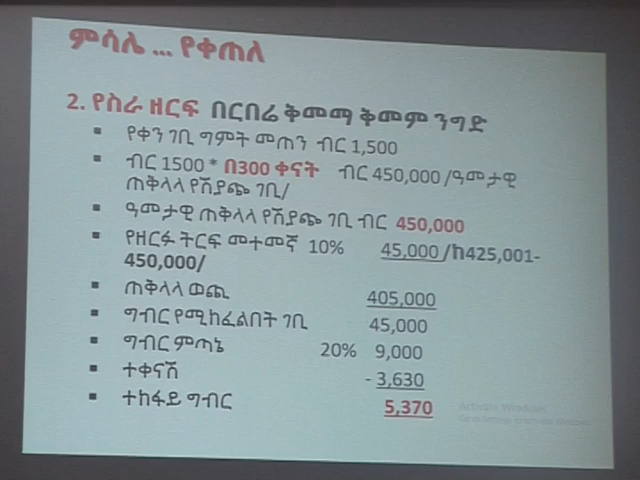 ምሳሌ ... የቀጠለ
2. የስራ ዘርፍ በርበሬ ቅመማ ቅመም ንግድ
▪ የቀን ገቢ ግምት መጠን ብር 1,500
▪ ብር 1500 * በ300 ቀናት ብር 450,000 /ዓመታዊ
ጠቅላላ የሽያጭ ገቢ/
▪ ዓመታዊ ጠቅላላ የሽያጭ ገቢ ብር 450,000
▪ የዘርፉ ትርፍ መተመኛ 10% 45,000 /ከ425,001-
450,000/
▪ ጠቅላላ ወጪ 405,000
▪ ግብር የሚከፈልበት ገቢ 45,000
▪ ግብር ምጣኔ 20% 9,000
▪ ተቀናሽ - 3,630
▪ ተከፋይ ግብር 5,370
Activate Windows